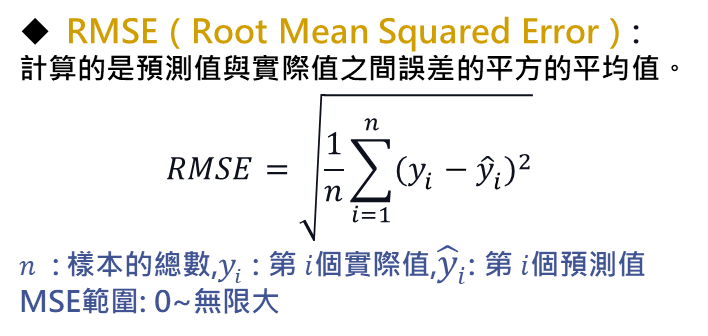 ◆ RMSE ( Root Mean Squared Error ) :
計算的是預測值與實際值之間誤差的平方的平均值。
RMSE = √(1/n ∑_{i=1}^{n} (y_i − ŷ_i)²)
n : 樣本的總數,y_i : 第 i個實際值,ŷ_i: 第 i個預測值
MSE範圍: 0~無限大